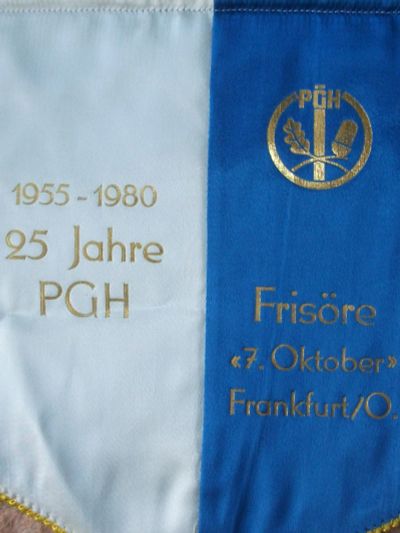 1955-1980
25 Jahre
PGH
PGH
Frisöre
«7. Oktober»
Frankfurt/O.